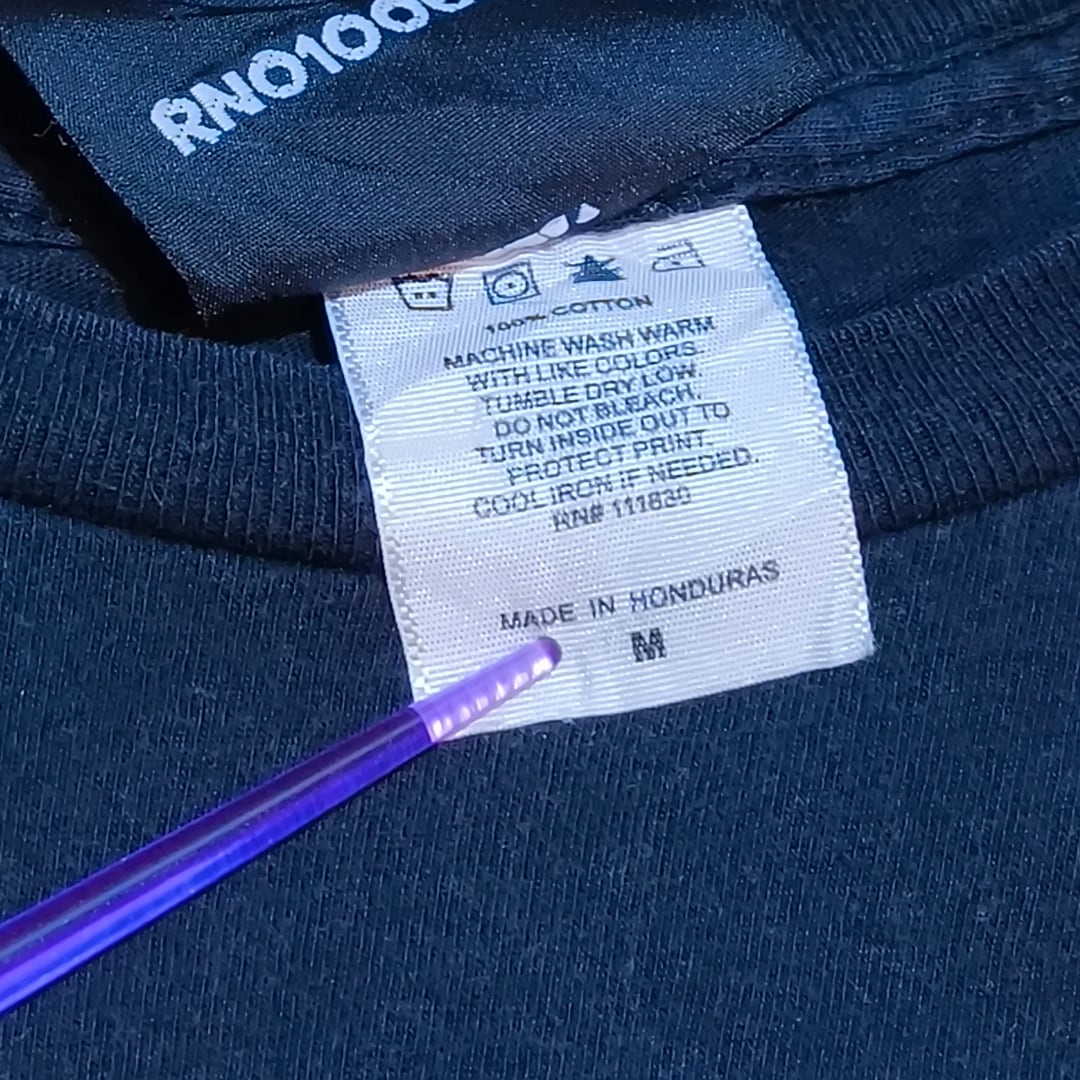 RNO100
100% COTTON
MACHINE WASH WARM
WITH LIKE COLORS.
TUMBLE DRY LOW.
DO NOT BLEACH.
TURN INSIDE OUT TO
PROTECT PRINT.
COOL IRON IF NEEDED.
RN# 111830
MADE IN HONDURAS
M